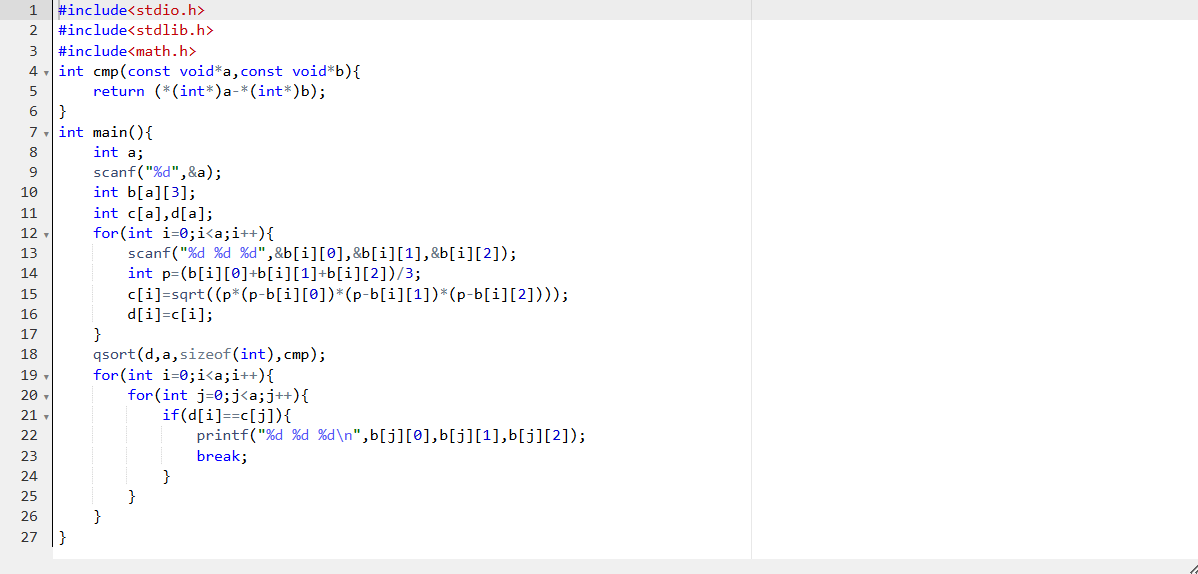 1 #include<stdio.h>
2 #include<stdlib.h>
3 #include<math.h>
4 int cmp(const void*a,const void*b){
5     return (*(int*)a-*(int*)b);
6 }
7 int main(){
8     int a;
9     scanf("%d",&a);
10     int b[a][3];
11     int c[a],d[a];
12     for(int i=0;i<a;i++){
13         scanf("%d %d %d",&b[i][0],&b[i][1],&b[i][2]);
14         int p=(b[i][0]+b[i][1]+b[i][2])/3;
15         c[i]=sqrt((p*(p-b[i][0])*(p-b[i][1])*(p-b[i][2])));
16         d[i]=c[i];
17     }
18     qsort(d,a,sizeof(int),cmp);
19     for(int i=0;i<a;i++){
20         for(int j=0;j<a;j++){
21             if(d[i]==c[j]){
22                 printf("%d %d %d\n",b[j][0],b[j][1],b[j][2]);
23                 break;
24             }
25         }
26     }
27 }